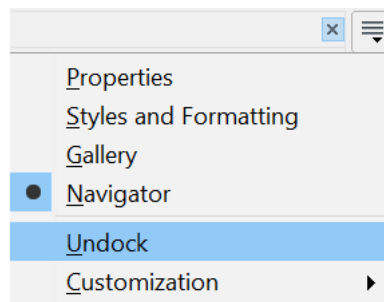 Properties
Styles and Formatting
Gallery
Navigator
Undock
Customization